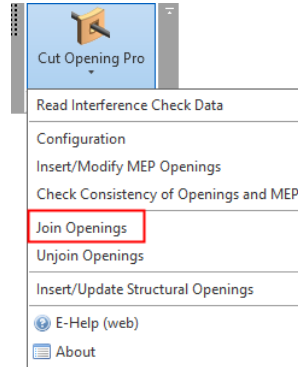 Cut Opening Pro
Read Interference Check Data
Configuration
Insert/Modify MEP Openings
Check Consistency of Openings and MEP
Join Openings
Unjoin Openings
Insert/Update Structural Openings
E-Help (web)
About